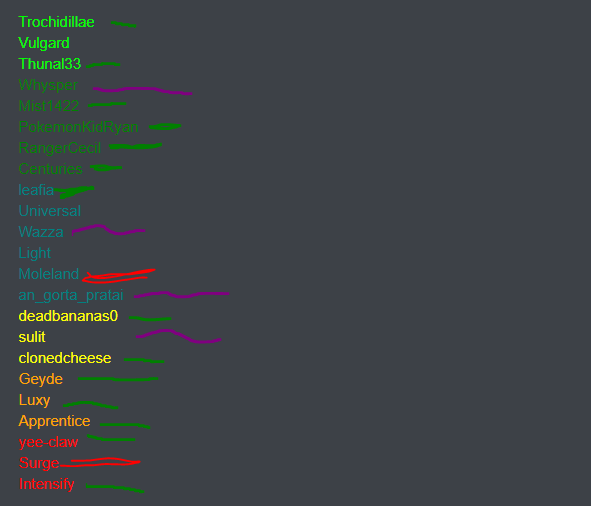 Trochidillae
Vulgard
Thunal33
Whysper
Mist1422
PokemonKidRyan
RangerCecil
Centuries
leafia
Universal
Wazza
Light
Moleland
an_gorta_pratai
deadbananas0
sulit
clonedcheese
Geyde
Luxy
Apprentice
yee-claw
Surge
Intensify